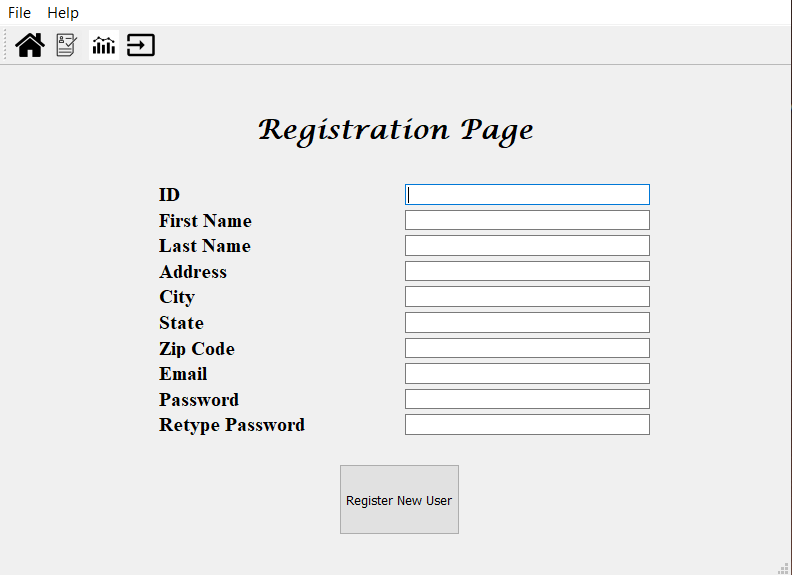 File Help
Registration Page
ID
First Name
Last Name
Address
City
State
Zip Code
Email
Password
Retype Password
Register New User